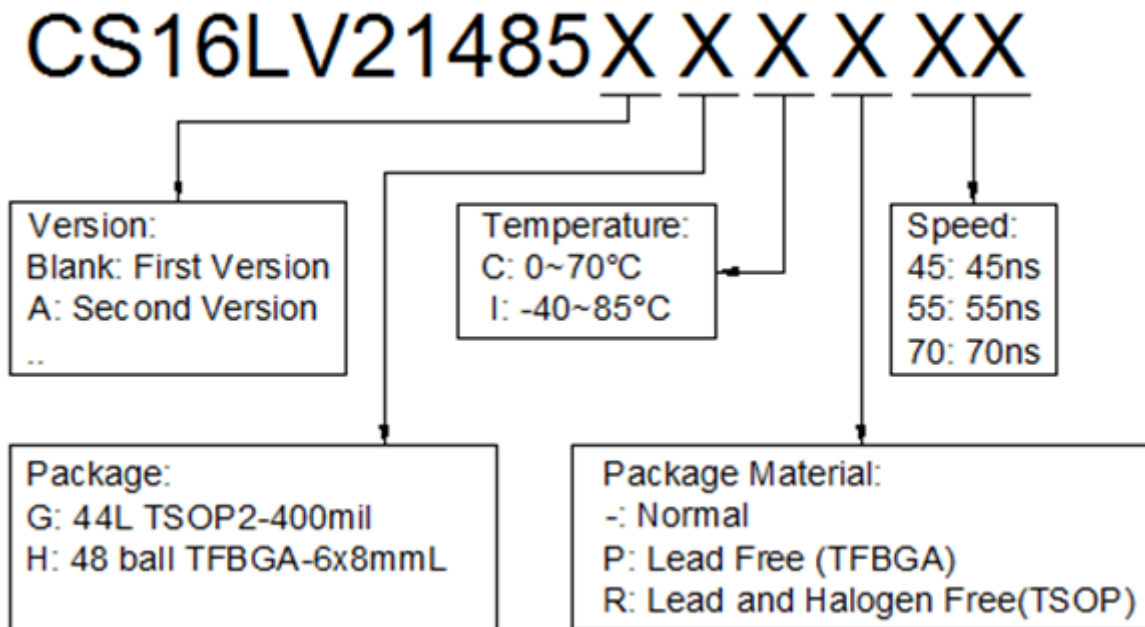 CS16LV21485X X X X XX
Version:
Blank: First Version
A: Second Version
..
Temperature:
C: 0~70°C
I: -40~85°C
Speed:
45: 45ns
55: 55ns
70: 70ns
Package:
G: 44L TSOP2-400mil
H: 48 ball TFBGA-6x8mmL
Package Material:
-: Normal
P: Lead Free (TFBGA)
R: Lead and Halogen Free(TSOP)